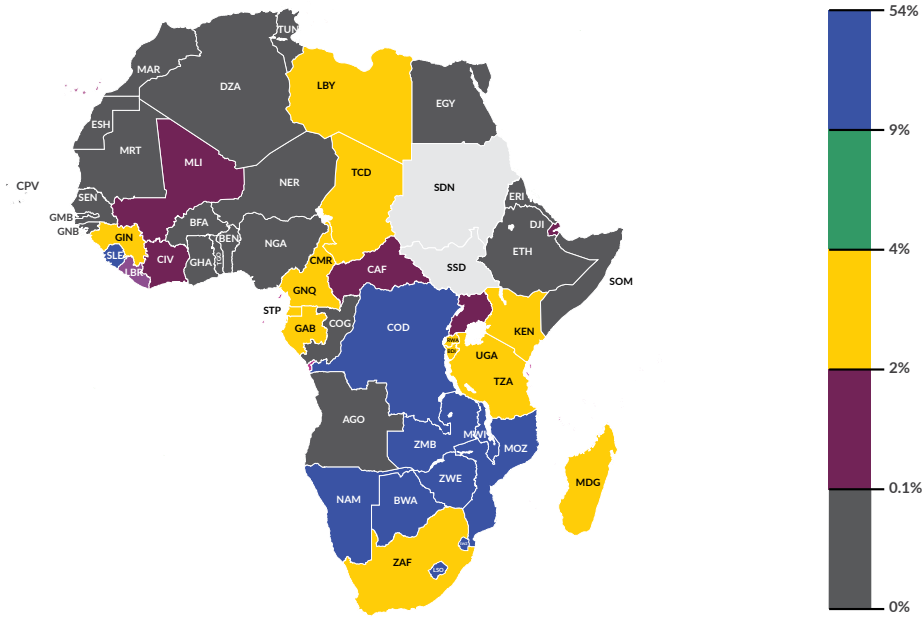 TUN
MAR
DZA
LBY
EGY
ESH
MRT
MLI
NER
TCD
SDN
CPV
SEN
ERI
GMB
GNB
BFA
DJI
GIN
BEN
NGA
ETH
SLE
CIV
GHA
TGO
CMR
CAF
SSD
LBR
SOM
GNQ
STP
COG
COD
KEN
GAB
RWA
BDI
UGA
TZA
AGO
MWI
ZMB
MOZ
ZWE
MDG
NAM
BWA
ZAF
LSO
54%
9%
4%
2%
0.1%
0%